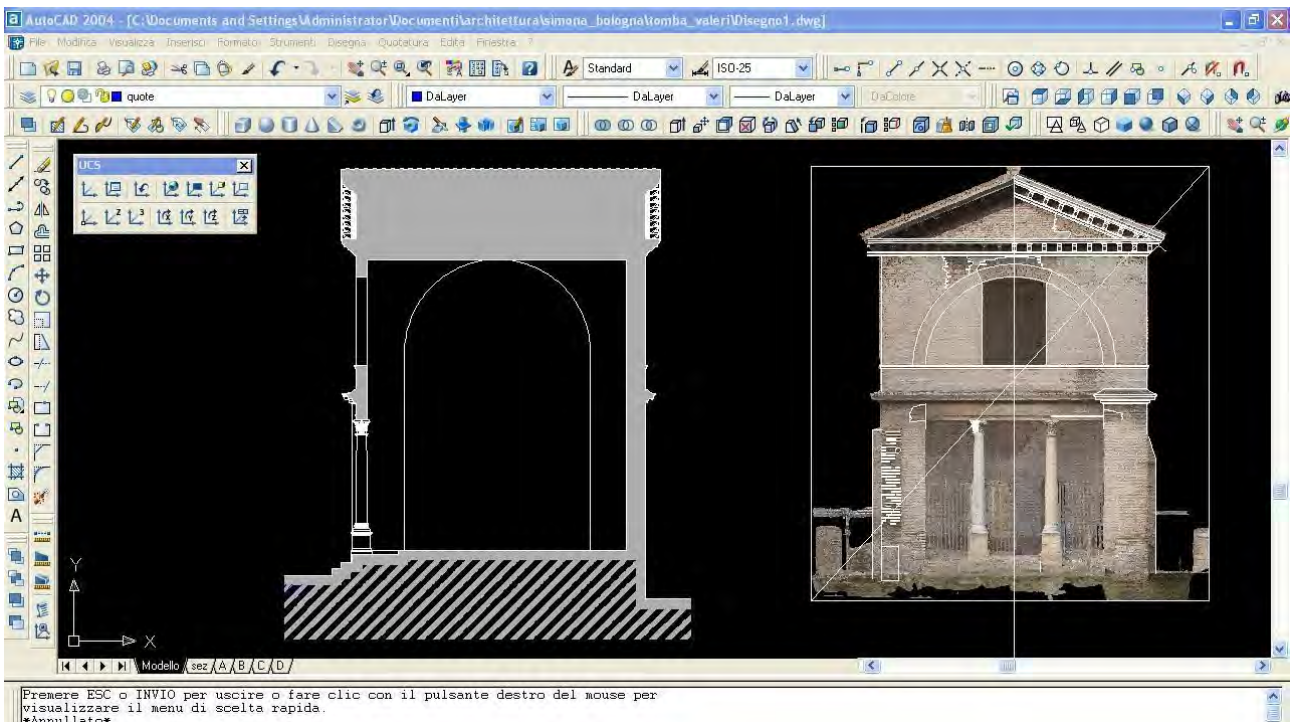 AutoCAD 2004 - [C:\Documents and Settings\Administrator\Documenti\architettura\simona_bologna\tomba_valeri\Disegno1.dwg]
File Modifica Visualizza Inserisci Formato Strumenti Disegna Quotatura Edita Finestra ?
Standard ISO-25
quote DaLayer DaLayer DaLayer DaColore
UCS
A
Y
X
Modello sez A B C D
Premere ESC o INVIO per uscire o fare clic con il pulsante destro del mouse per
visualizzare il menu di scelta rapida.
*Annullato*